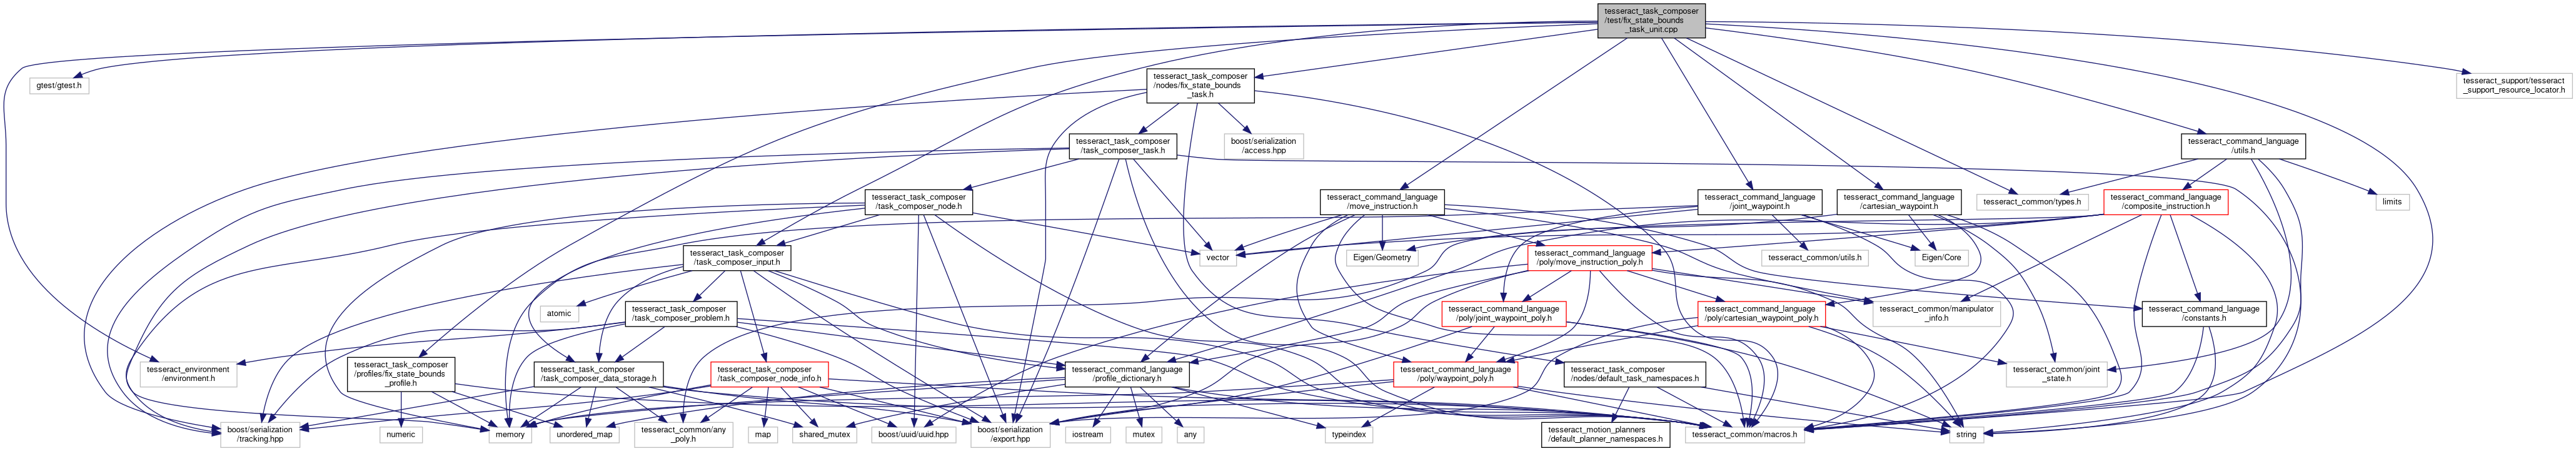 tesseract_task_composer
/test/fix_state_bounds
_task_unit.cpp
gtest/gtest.h
tesseract_task_composer
/nodes/fix_state_bounds
_task.h
tesseract_support/tesseract
_support_resource_locator.h
tesseract_task_composer
/task_composer_task.h
boost/serialization
/access.hpp
tesseract_command_language
/utils.h
tesseract_task_composer
/task_composer_node.h
tesseract_command_language
/move_instruction.h
tesseract_command_language
/joint_waypoint.h
tesseract_command_language
/cartesian_waypoint.h
tesseract_common/types.h
tesseract_command_language
/composite_instruction.h
limits
tesseract_task_composer
/task_composer_input.h
vector
Eigen/Geometry
tesseract_command_language
/poly/move_instruction_poly.h
tesseract_common/utils.h
Eigen/Core
atomic
tesseract_task_composer
/task_composer_problem.h
tesseract_command_language
/poly/joint_waypoint_poly.h
tesseract_command_language
/poly/cartesian_waypoint_poly.h
tesseract_common/manipulator
_info.h
tesseract_command_language
/constants.h
tesseract_environment
/environment.h
tesseract_task_composer
/profiles/fix_state_bounds
_profile.h
tesseract_task_composer
/task_composer_data_storage.h
tesseract_task_composer
/task_composer_node_info.h
tesseract_command_language
/profile_dictionary.h
tesseract_command_language
/poly/waypoint_poly.h
tesseract_task_composer
/nodes/default_task_namespaces.h
tesseract_common/joint
_state.h
boost/serialization
/tracking.hpp
numeric
memory
unordered_map
tesseract_common/any
_poly.h
map
shared_mutex
boost/uuid/uuid.hpp
boost/serialization
/export.hpp
iostream
mutex
any
typeindex
tesseract_motion_planners
/default_planner_namespaces.h
tesseract_common/macros.h
string